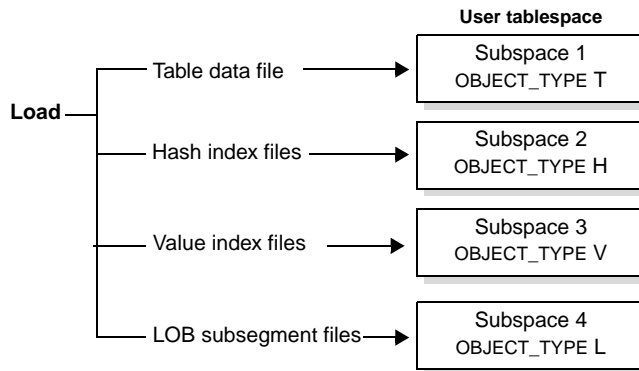 User tablespace
Subspace 1
OBJECT_TYPE T
Table data file
Load
Subspace 2
OBJECT_TYPE H
Hash index files
Subspace 3
OBJECT_TYPE V
Value index files
Subspace 4
OBJECT_TYPE L
LOB subsegment files